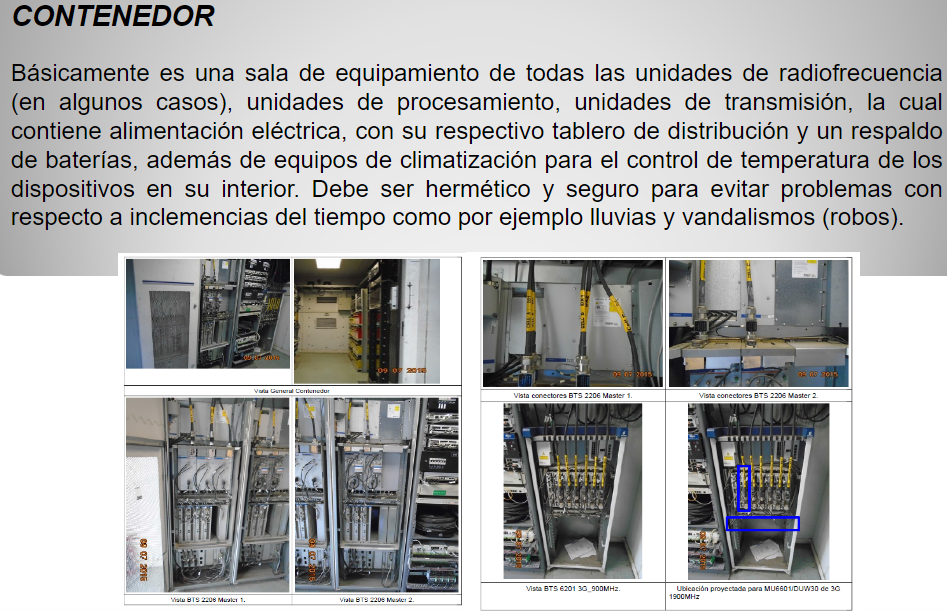 CONTENEDOR
Básicamente es una sala de equipamiento de todas las unidades de radiofrecuencia
(en algunos casos), unidades de procesamiento, unidades de transmisión, la cual
contiene alimentación eléctrica, con su respectivo tablero de distribución y un respaldo
de baterías, además de equipos de climatización para el control de temperatura de los
dispositivos en su interior. Debe ser hermético y seguro para evitar problemas con
respecto a inclemencias del tiempo como por ejemplo lluvias y vandalismos (robos).
09 07 2015
09 07 2015
Vista General Contenedor
09 07 2015
09 07 2015
Vista BTS 2206 Master 1.
Vista BTS 2206 Master 2.
09 07 2015
09 07 2015
Vista conectores BTS 2206 Master 1.
Vista conectores BTS 2206 Master 2.
Vista BTS 6201 3G_900MHz.
Ubicación proyectada para MU6601/DUW30 de 3G
1900MHz